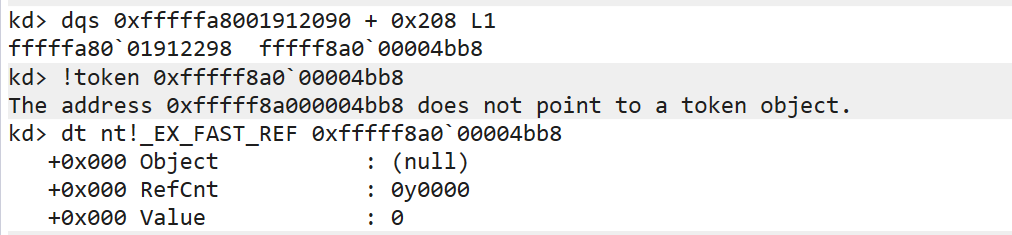 kd> dqs 0xfffffa8001912090 + 0x208 L1
fffffa80`01912298  fffff8a0`00004bb8
kd> !token 0xfffff8a0`00004bb8
The address 0xfffff8a000004bb8 does not point to a token object.
kd> dt nt!_EX_FAST_REF 0xfffff8a0`00004bb8
   +0x000 Object           : (null)
   +0x000 RefCnt           : 0y0000
   +0x000 Value            : 0